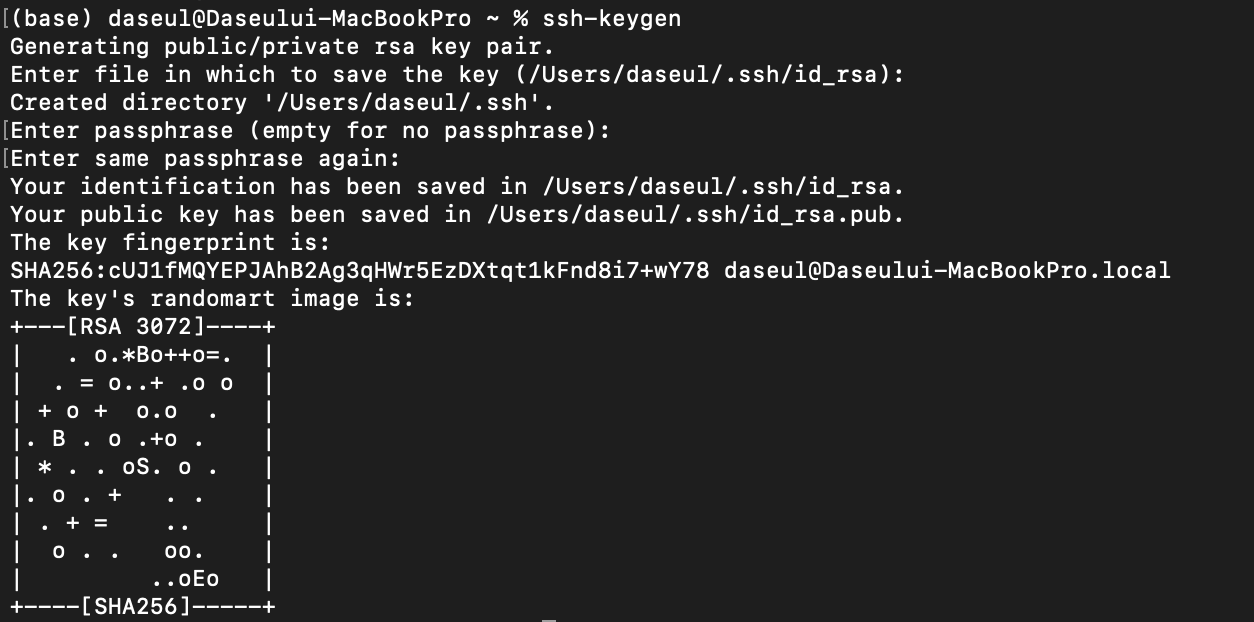 [(base) daseul@Daseului-MacBookPro ~ % ssh-keygen
Generating public/private rsa key pair.
Enter file in which to save the key (/Users/daseul/.ssh/id_rsa):
Created directory '/Users/daseul/.ssh'.
[Enter passphrase (empty for no passphrase):
[Enter same passphrase again:
Your identification has been saved in /Users/daseul/.ssh/id_rsa.
Your public key has been saved in /Users/daseul/.ssh/id_rsa.pub.
The key fingerprint is:
SHA256:cUJ1fMQYEPJAhB2Ag3qHWr5EzDXtqt1kFnd8i7+wY78 daseul@Daseului-MacBookPro.local
The key's randomart image is:
+---[RSA 3072]----+
|   . o.*Bo++o=.  |
|  . = o..+ .o o  |
| + o +  o.o  .   |
|. B . o .+o .    |
| * . . oS. o .   |
|. o . +   . .    |
| . + =    ..     |
|  o . .   oo.    |
|         ..oEo   |
+----[SHA256]-----+